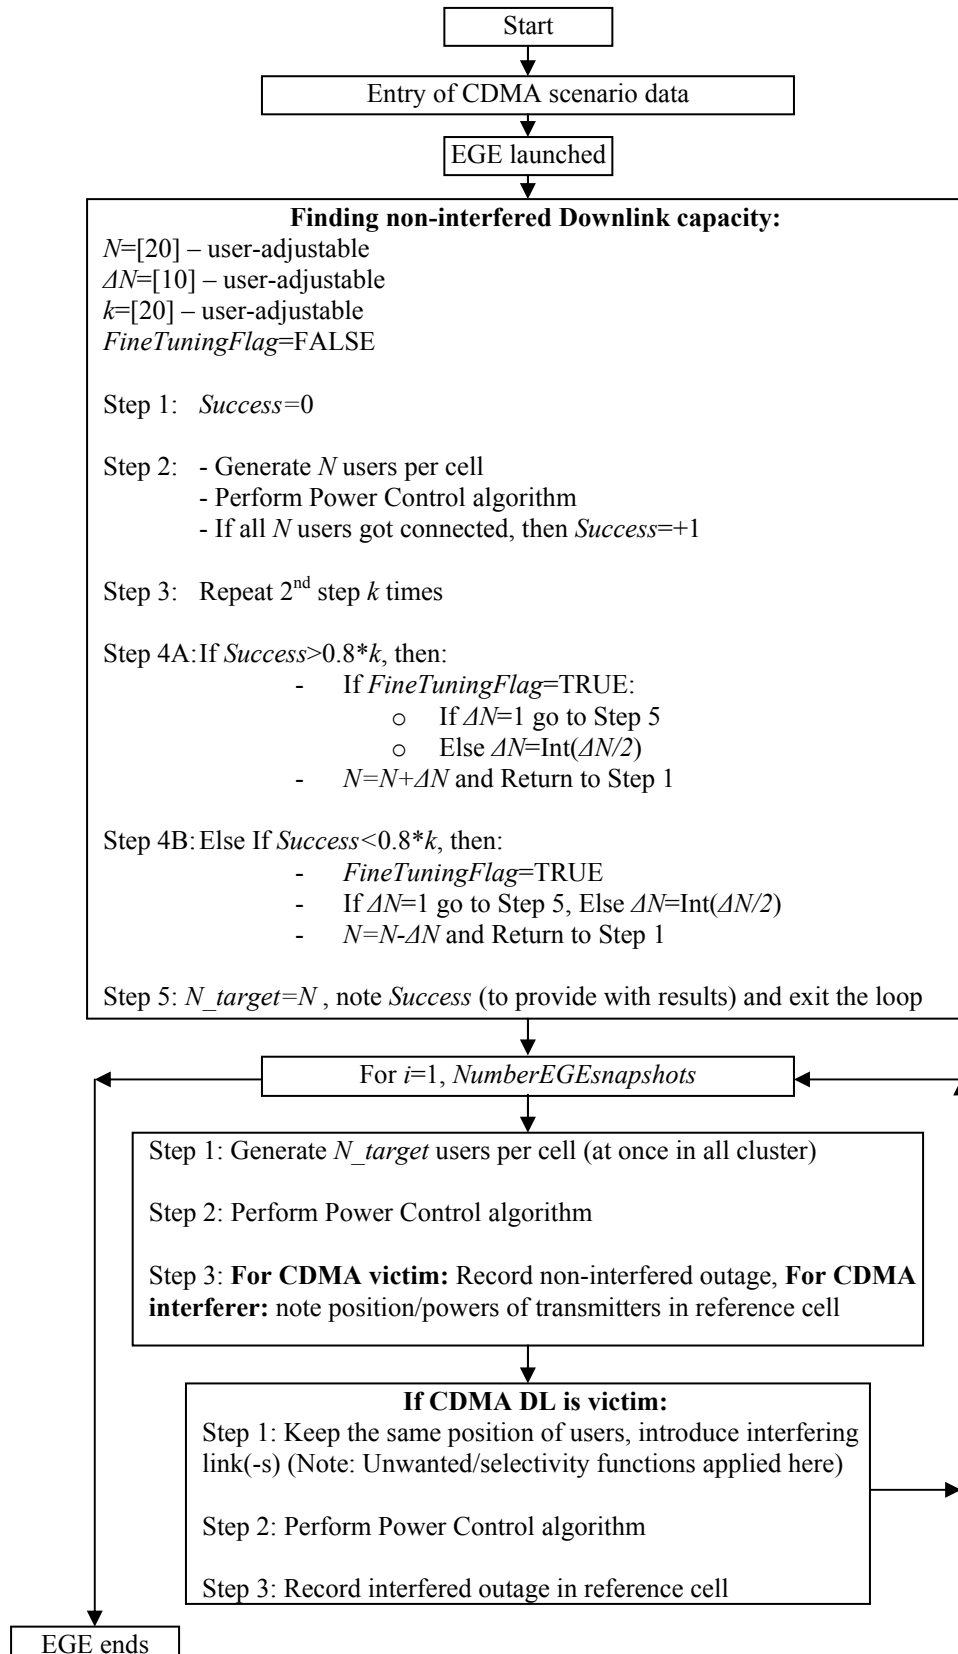 Start
Entry of CDMA scenario data
EGE launched
Finding non-interfered Downlink capacity:
N=[20] – user-adjustable
ΔN=[10] – user-adjustable
k=[20] – user-adjustable
FineTuningFlag=FALSE
Step 1: Success=0
Step 2: - Generate N users per cell
- Perform Power Control algorithm
- If all N users got connected, then Success=+1
Step 3: Repeat 2nd step k times
Step 4A: If Success>0.8*k, then:
- If FineTuningFlag=TRUE:
o If ΔN=1 go to Step 5
o Else ΔN=Int(ΔN/2)
- N=N+ΔN and Return to Step 1
Step 4B: Else If Success<0.8*k, then:
- FineTuningFlag=TRUE
- If ΔN=1 go to Step 5, Else ΔN=Int(ΔN/2)
- N=N-ΔN and Return to Step 1
Step 5: N_target=N , note Success (to provide with results) and exit the loop
For i=1, NumberEGEsnapshots
Step 1: Generate N_target users per cell (at once in all cluster)
Step 2: Perform Power Control algorithm
Step 3: For CDMA victim: Record non-interfered outage, For CDMA
interferer: note position/powers of transmitters in reference cell
If CDMA DL is victim:
Step 1: Keep the same position of users, introduce interfering
link(-s) (Note: Unwanted/selectivity functions applied here)
Step 2: Perform Power Control algorithm
Step 3: Record interfered outage in reference cell
EGE ends